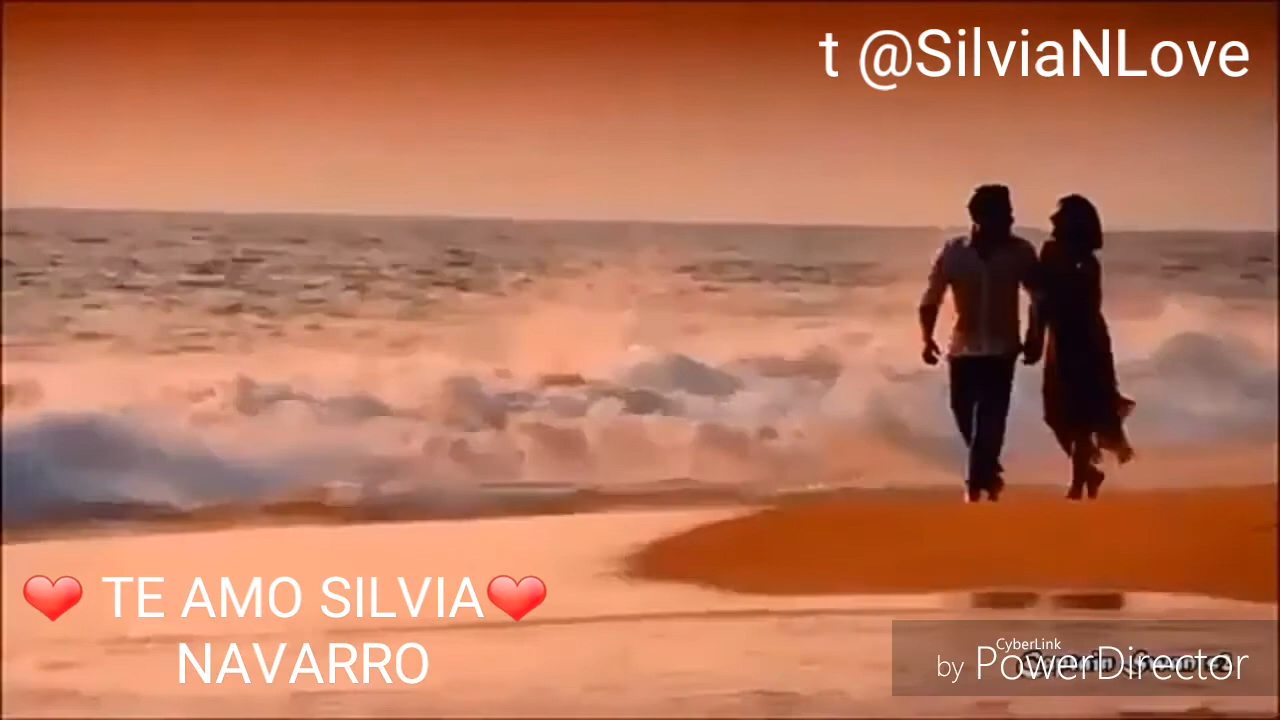 t @SilviaNLove
❤ TE AMO SILVIA❤
NAVARRO
CyberLink
by PowerDirector